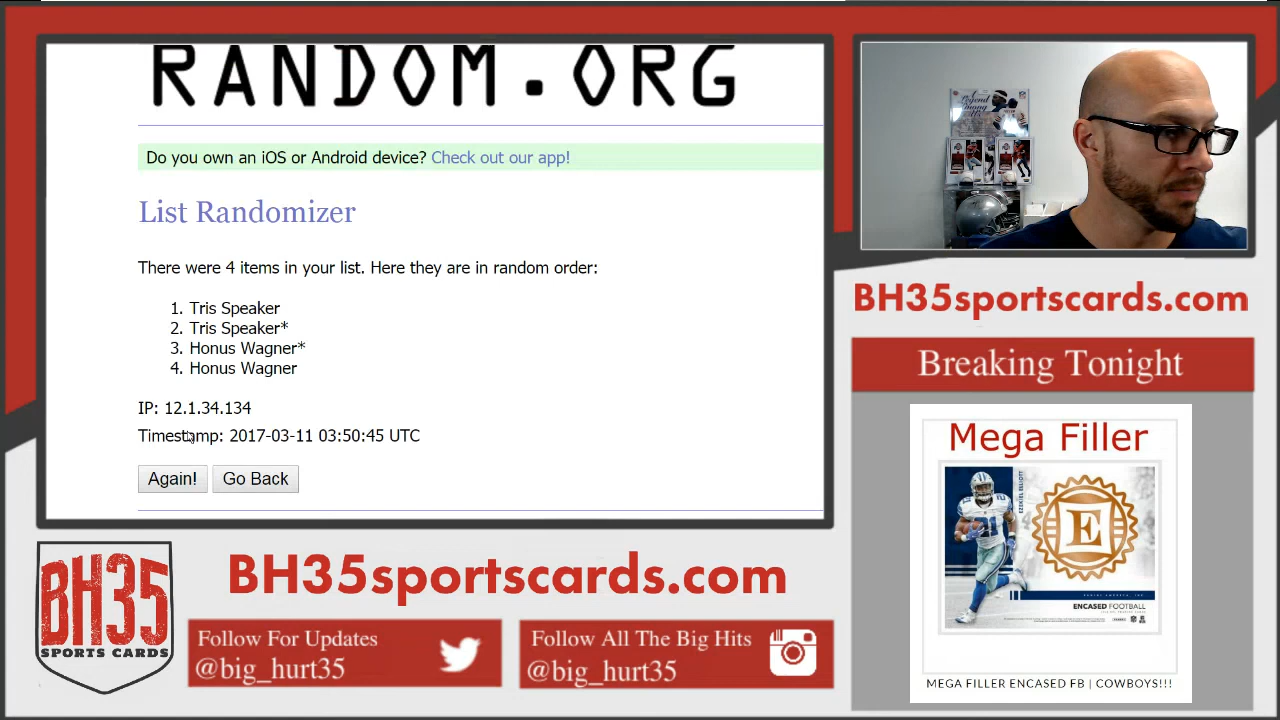 RANDOM.ORG
Do you own an iOS or Android device? Check out our app!
List Randomizer
There were 4 items in your list. Here they are in random order:
1. Tris Speaker
2. Tris Speaker*
3. Honus Wagner*
4. Honus Wagner
IP: 12.1.34.134
Timestamp: 2017-03-11 03:50:45 UTC
Again! Go Back
BH35sportscards.com
Breaking Tonight
Mega Filler
EZEKIEL ELLIOTT
21
E
ENCASED FOOTBALL
MEGA FILLER ENCASED FB | COWBOYS!!!
BH35
SPORTS CARDS
BH35sportscards.com
Follow For Updates
@big_hurt35
Follow All The Big Hits
@big_hurt35